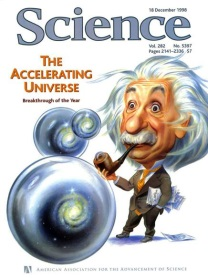 18 December 1998
Science
Vol. 282 No. 5397
Pages 2141–2336 $7
THE
ACCELERATING
UNIVERSE
Breakthrough of the Year
AMERICAN ASSOCIATION FOR THE ADVANCEMENT OF SCIENCE